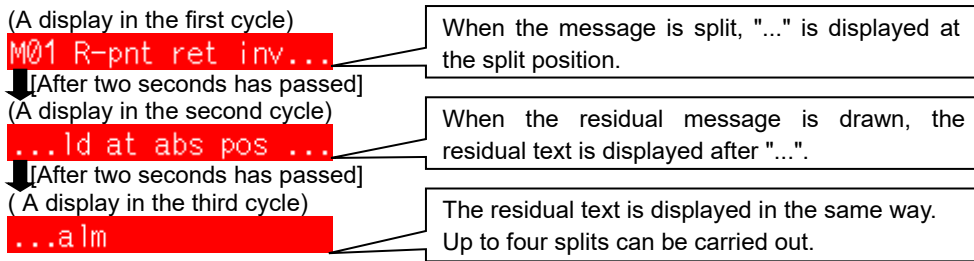 (A display in the first cycle)
M01 R-pnt ret inv...
[After two seconds has passed]
(A display in the second cycle)
...ld at abs pos ...
[After two seconds has passed]
( A display in the third cycle)
...alm
When the message is split, "..." is displayed at
the split position.
When the residual message is drawn, the
residual text is displayed after "...".
The residual text is displayed in the same way.
Up to four splits can be carried out.